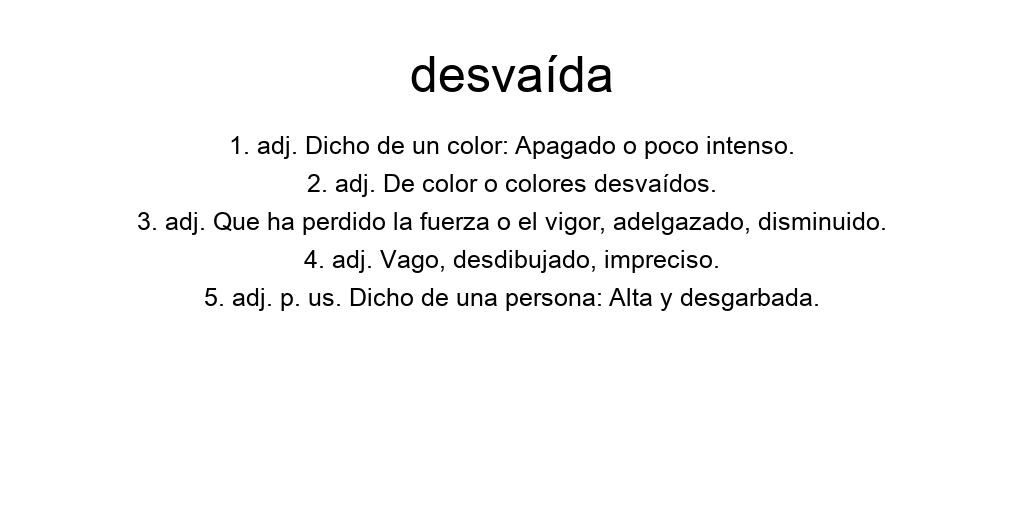 desvaída
1. adj. Dicho de un color: Apagado o poco intenso.
2. adj. De color o colores desvaídos.
3. adj. Que ha perdido la fuerza o el vigor, adelgazado, disminuido.
4. adj. Vago, desdibujado, impreciso.
5. adj. p. us. Dicho de una persona: Alta y desgarbada.